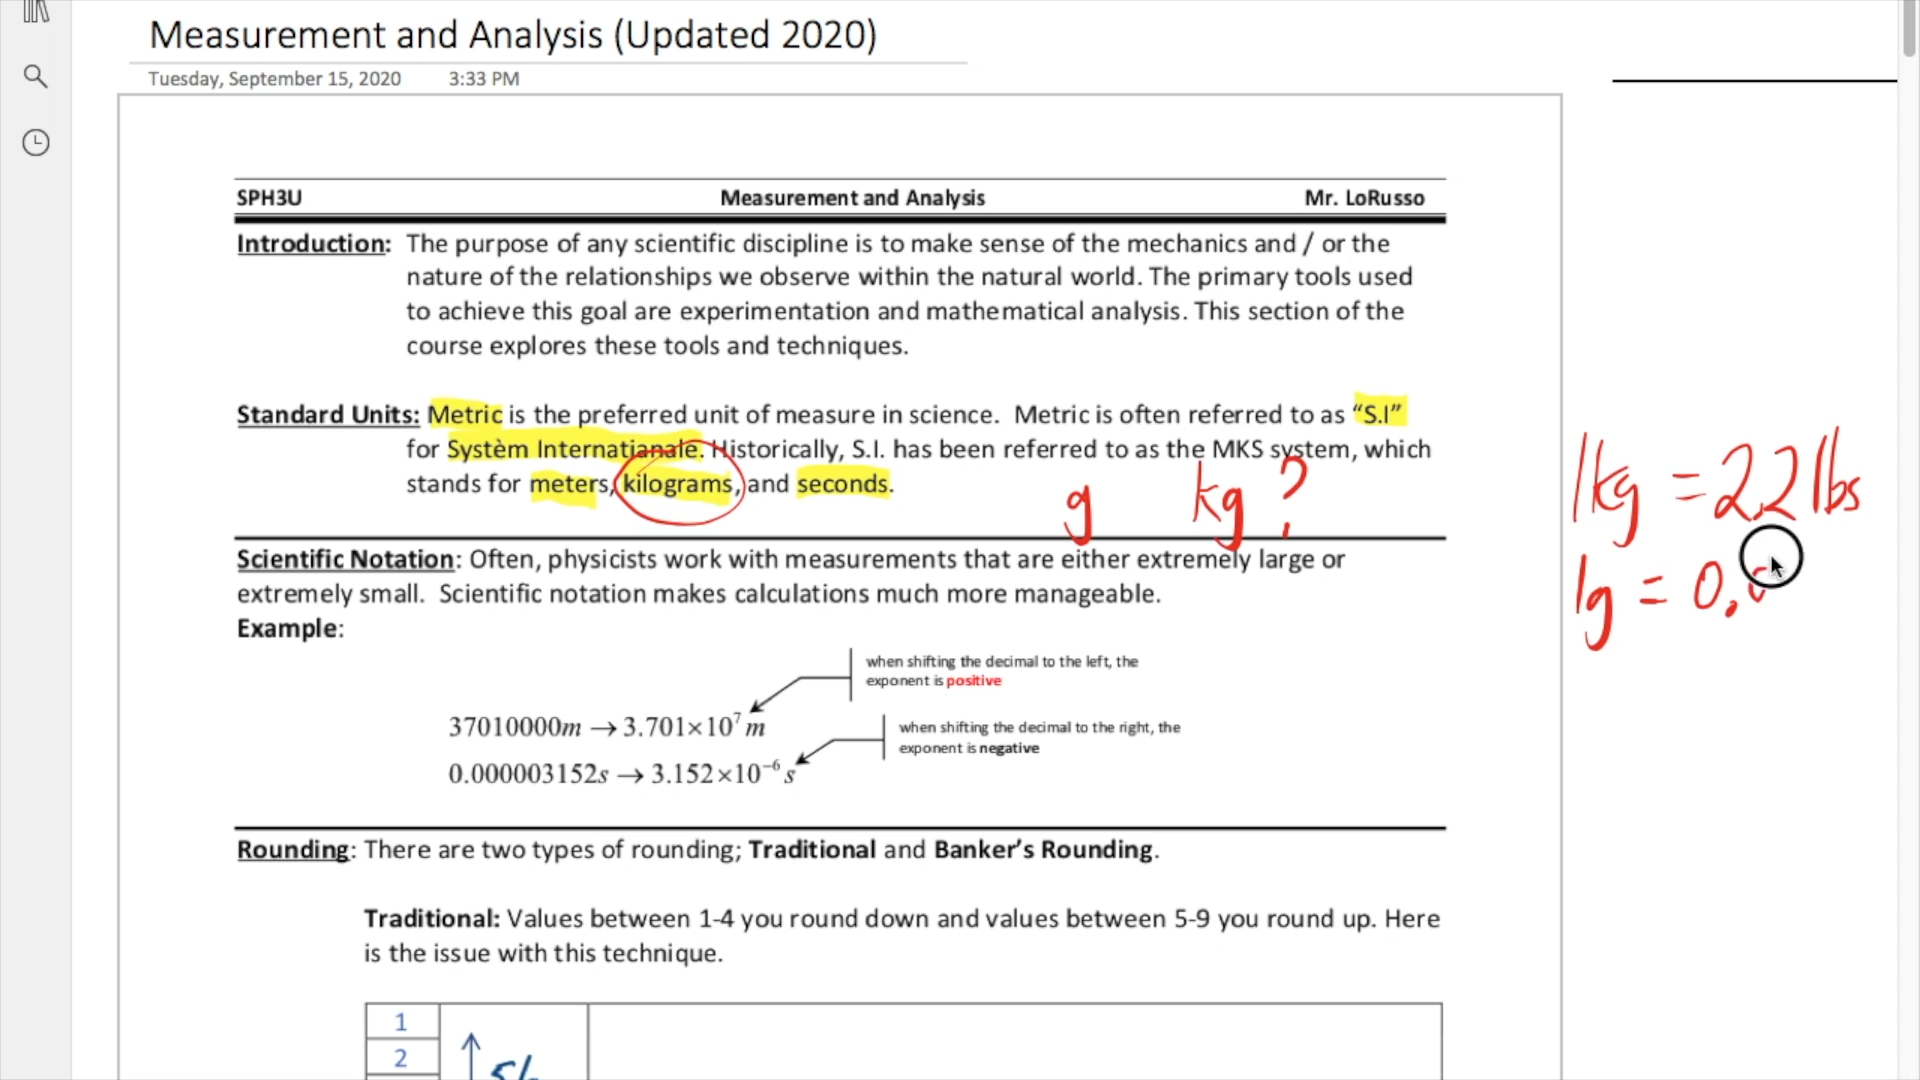 Measurement and Analysis (Updated 2020)
Tuesday, September 15, 2020 3:33 PM
SPH3U Measurement and Analysis Mr. LoRusso
Introduction: The purpose of any scientific discipline is to make sense of the mechanics and / or the
nature of the relationships we observe within the natural world. The primary tools used
to achieve this goal are experimentation and mathematical analysis. This section of the
course explores these tools and techniques.
Standard Units: Metric is the preferred unit of measure in science. Metric is often referred to as “S.I”
for Systèm Internatianale. Historically, S.I. has been referred to as the MKS system, which
stands for meters, kilograms, and seconds.
g kg ?
1kg = 2.2 lbs
1g = 0.
Scientific Notation: Often, physicists work with measurements that are either extremely large or
extremely small. Scientific notation makes calculations much more manageable.
Example:
when shifting the decimal to the left, the
exponent is positive
37010000m → 3.701×10⁷ m
when shifting the decimal to the right, the
exponent is negative
0.000003152s → 3.152×10⁻⁶ s
Rounding: There are two types of rounding; Traditional and Banker’s Rounding.
Traditional: Values between 1-4 you round down and values between 5-9 you round up. Here
is the issue with this technique.
1
2